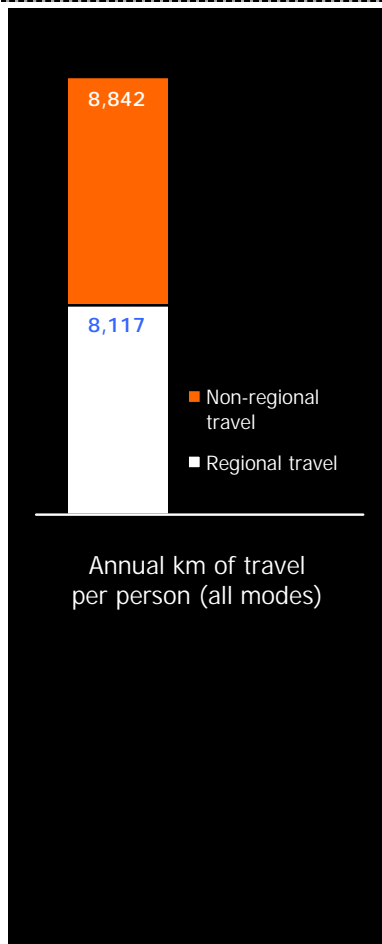 8,842
8,117
Non-regional
travel
Regional travel
Annual km of travel
per person (all modes)